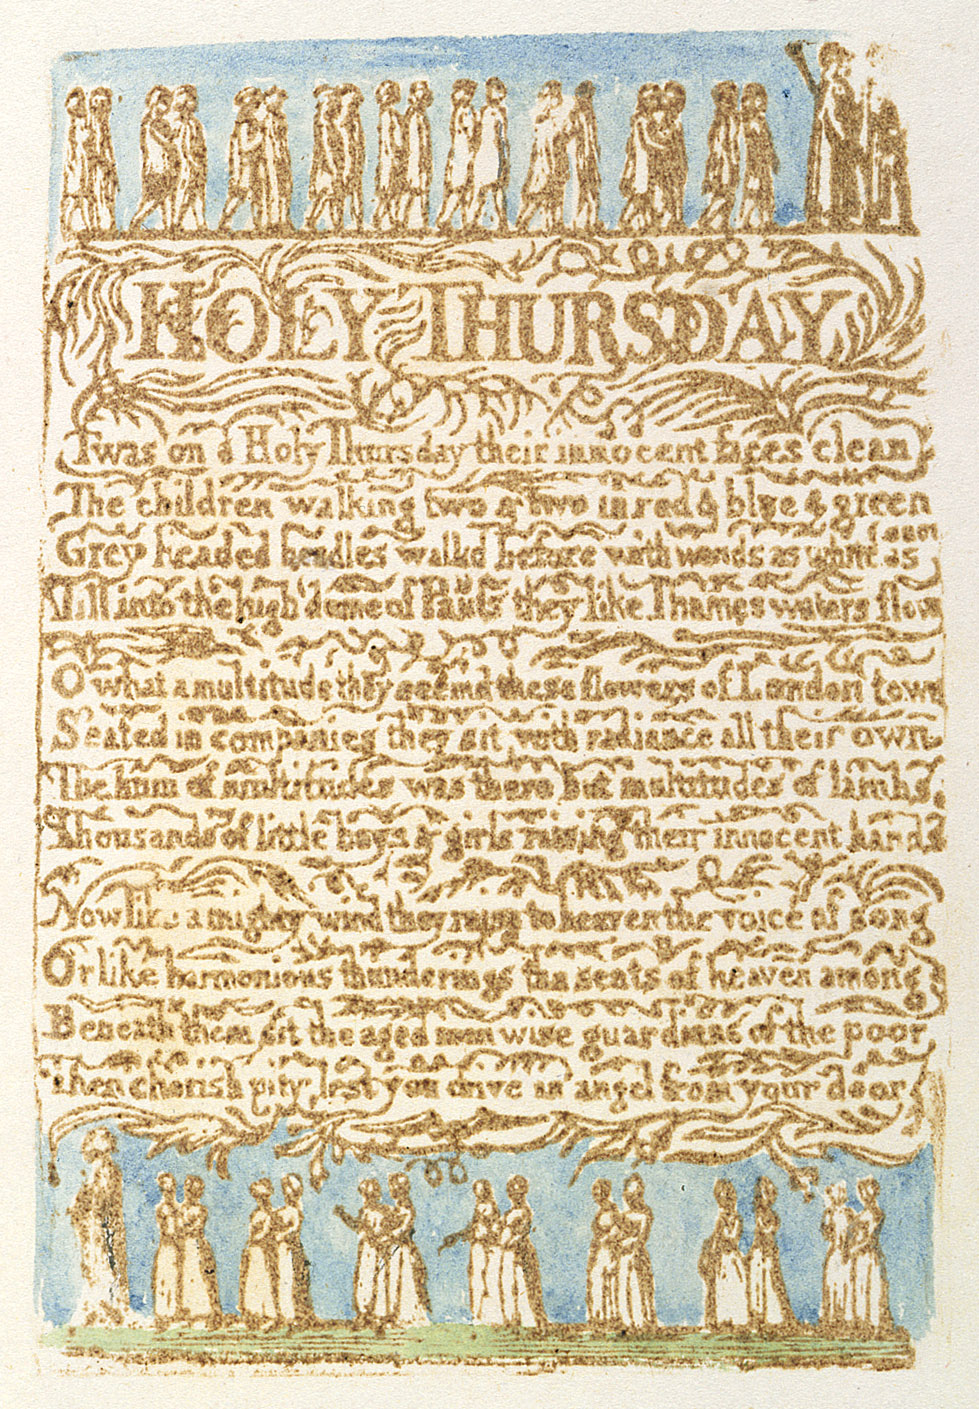 HOLY THURSDAY
Twas on a Holy Thursday their innocent faces clean
The children walking two & two in red & blue & green
Grey headed beadles walkd before with wands as white as snow
Till into the high dome of Pauls they like Thames waters flow
O what a multitude they seemd these flowers of London town
Seated in companies they sit with radiance all their own
The hum of multitudes was there but multitudes of lambs
Thousands of little boys & girls raising their innocent hands
Now like a mighty wind they raise to heaven the voice of song
Or like harmonious thunderings the seats of heaven among
Beneath them sit the aged men wise guardians of the poor
Then cherish pity, lest you drive an angel from your door